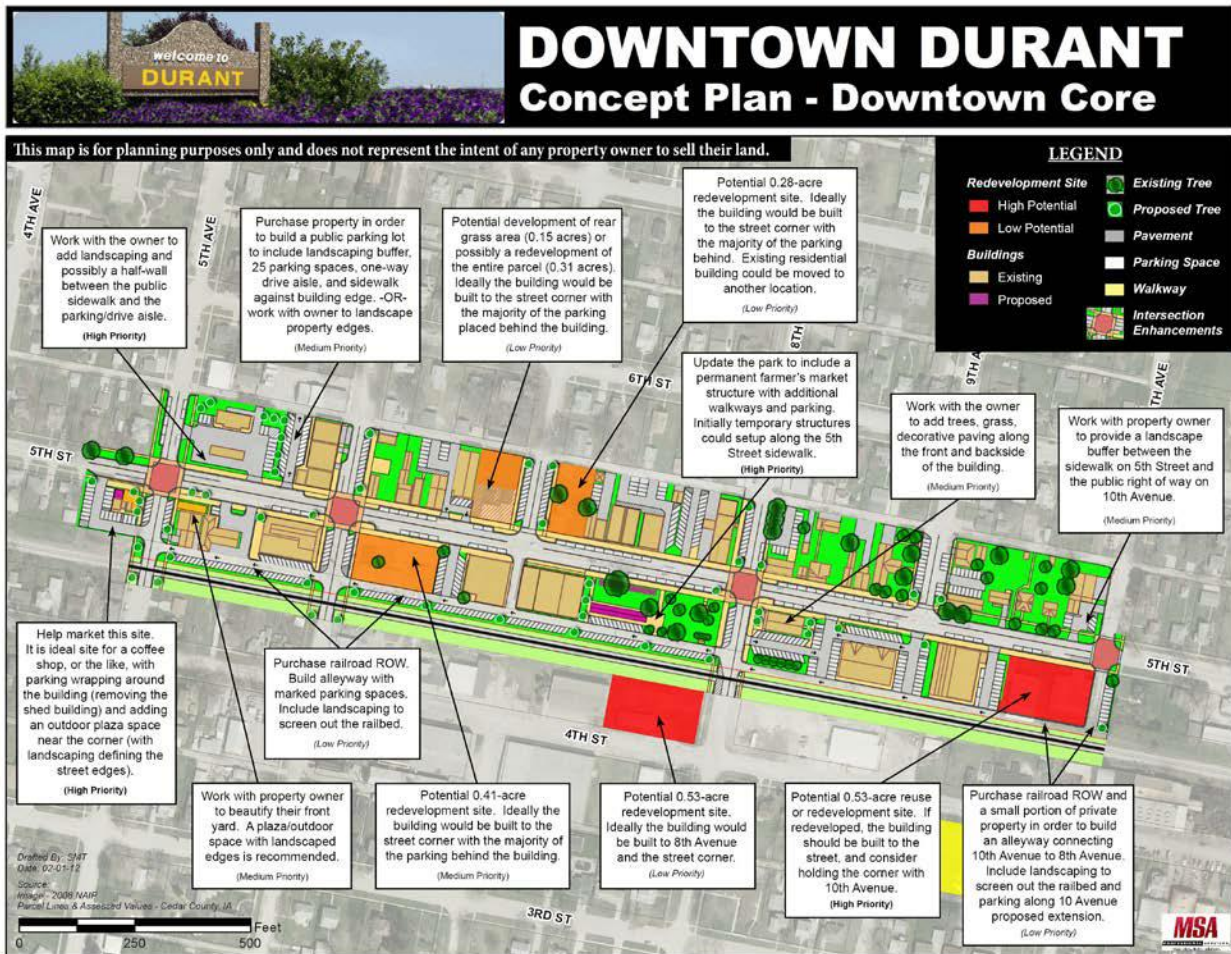 welcome to
DURANT
DOWNTOWN DURANT
Concept Plan - Downtown Core
This map is for planning purposes only and does not represent the intent of any property owner to sell their land.
LEGEND
Redevelopment Site
High Potential
Low Potential
Buildings
Existing
Proposed
Existing Tree
Proposed Tree
Pavement
Parking Space
Walkway
Intersection
Enhancements
4TH AVE
5TH AVE
Work with the owner to
add landscaping and
possibly a half-wall
between the public
sidewalk and the
parking/drive aisle.
(High Priority)
Purchase property in order
to build a public parking lot
to include landscaping buffer,
25 parking spaces, one-way
drive aisle, and sidewalk
against building edge. -OR-
work with owner to landscape
property edges.
(Medium Priority)
Potential development of rear
grass area (0.15 acres) or
possibly a redevelopment of
the entire parcel (0.31 acres).
Ideally the building would be
built to the street corner with
the majority of the parking
placed behind the building.
(Low Priority)
Potential 0.28-acre
redevelopment site. Ideally
the building would be built
to the street corner with
the majority of the parking
behind. Existing residential
building could be moved to
another location.
(Low Priority)
6TH ST
8TH
9TH A
TH AVE
Update the park to include a
permanent farmer's market
structure with additional
walkways and parking.
Initially temporary structures
could setup along the 5th
Street sidewalk.
(High Priority)
Work with the owner
to add trees, grass,
decorative paving along
the front and backside
of the building.
(Medium Priority)
Work with property owner
to provide a landscape
buffer between the
sidewalk on 5th Street and
the public right of way on
10th Avenue.
(Medium Priority)
5TH ST
5TH ST
4TH ST
3RD ST
Help market this site.
It is ideal site for a coffee
shop, or the like, with
parking wrapping around
the building (removing the
shed building) and adding
an outdoor plaza space
near the corner (with
landscaping defining the
street edges).
(High Priority)
Purchase railroad ROW.
Build alleyway with
marked parking spaces.
Include landscaping to
screen out the railbed.
(Low Priority)
Work with property owner
to beautify their front
yard. A plaza/outdoor
space with landscaped
edges is recommended.
(Medium Priority)
Potential 0.41-acre
redevelopment site. Ideally the
building would be built to the
street corner with the majority of
the parking behind the building.
(Medium Priority)
Potential 0.53-acre
redevelopment site.
Ideally the building would
be built to 8th Avenue
and the street corner.
(Low Priority)
Potential 0.53-acre reuse
or redevelopment site. If
redeveloped, the building
should be built to the
street, and consider
holding the corner with
10th Avenue.
(High Priority)
Purchase railroad ROW and
a small portion of private
property in order to build
an alleyway connecting
10th Avenue to 8th Avenue.
Include landscaping to
screen out the railbed and
parking along 10 Avenue
proposed extension.
(Low Priority)
Drafted By: SMT
Date: 02-01-12
Source:
Image - 2008 NAIP
Parcel Lines & Assessed Values - Cedar County, IA
Feet
0 250 500
MSA